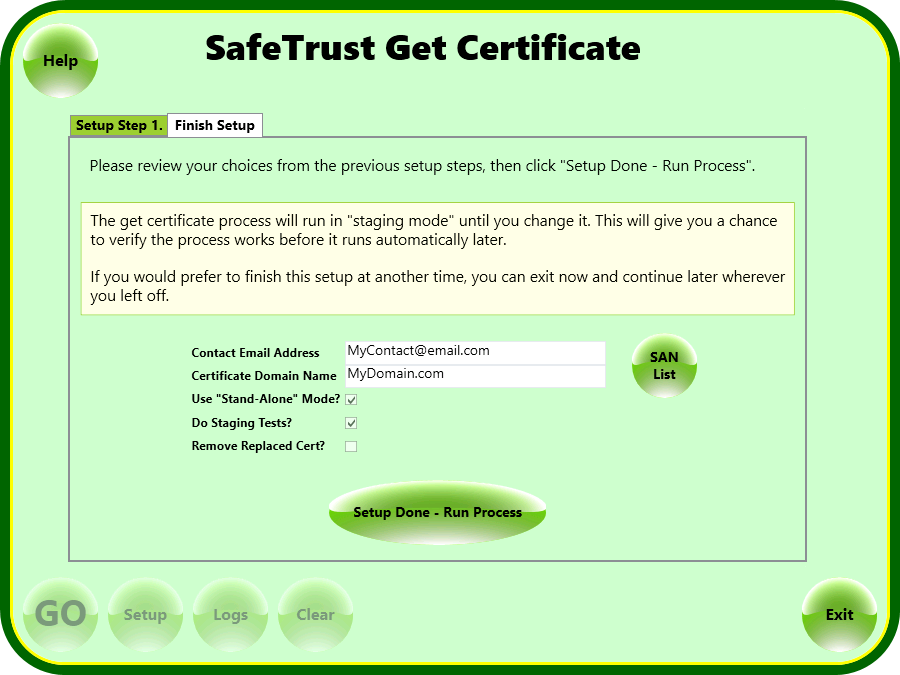 Help
SafeTrust Get Certificate
Setup Step 1. Finish Setup
Please review your choices from the previous setup steps, then click "Setup Done - Run Process".
The get certificate process will run in "staging mode" until you change it. This will give you a chance
to verify the process works before it runs automatically later.
If you would prefer to finish this setup at another time, you can exit now and continue later wherever
you left off.
Contact Email Address MyContact@email.com
Certificate Domain Name MyDomain.com
SAN
List
Use "Stand-Alone" Mode?
Do Staging Tests?
Remove Replaced Cert?
Setup Done - Run Process
GO Setup Logs Clear Exit